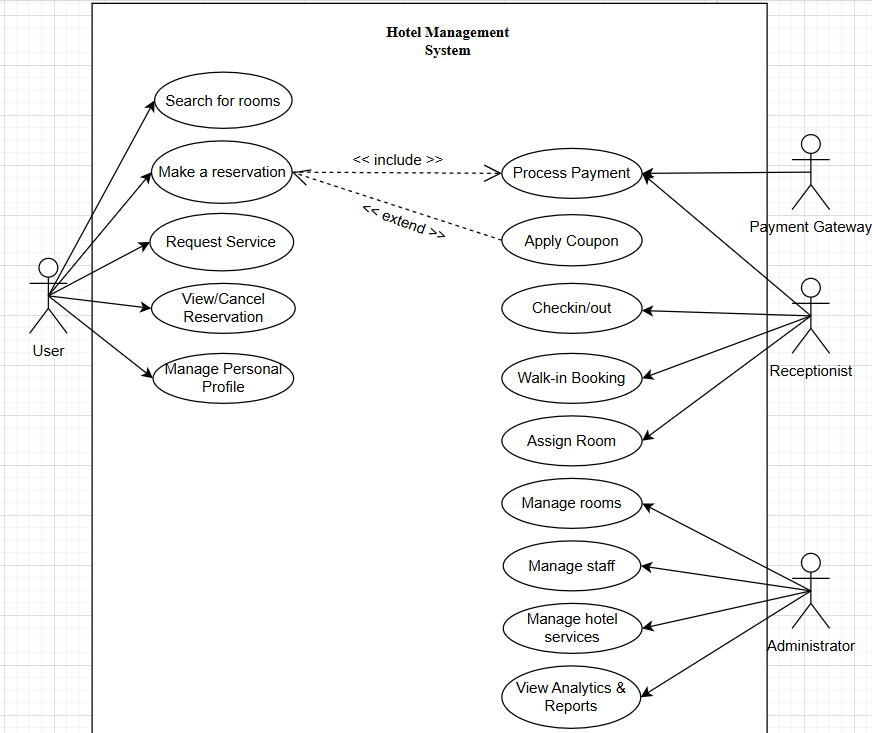 Hotel Management
System
Search for rooms
Make a reservation
<< include >>
Process Payment
<< extend >>
Request Service
Apply Coupon
Payment Gateway
View/Cancel
Reservation
Checkin/out
User
Manage Personal
Profile
Walk-in Booking
Receptionist
Assign Room
Manage rooms
Manage staff
Manage hotel
services
Administrator
View Analytics &
Reports